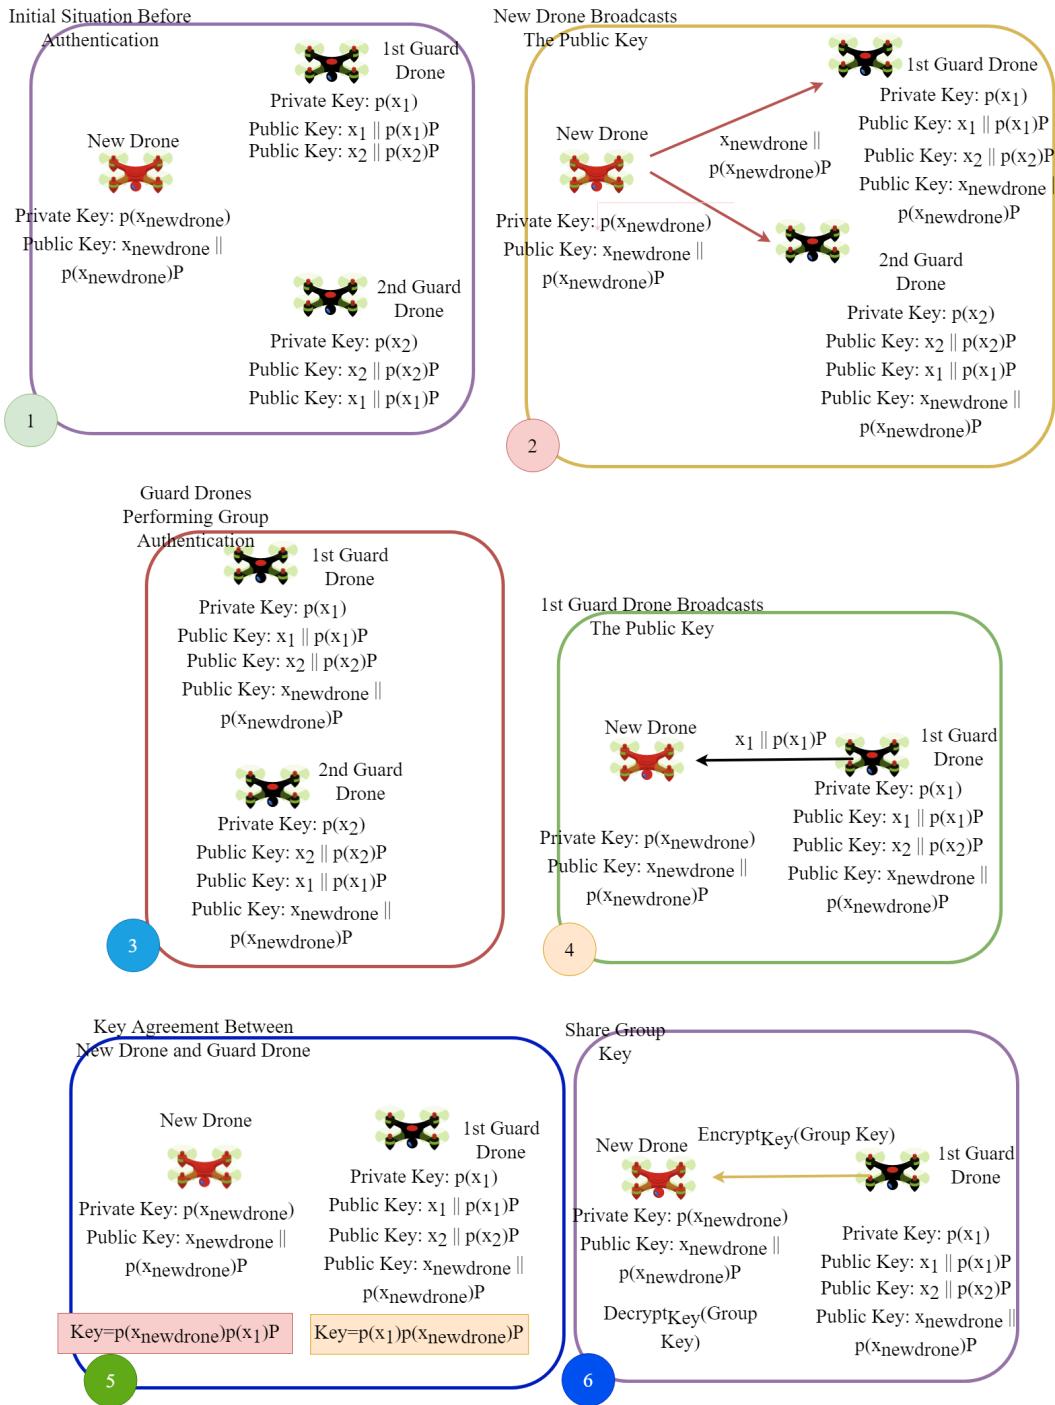 Initial Situation Before
Authentication
1st Guard
Drone
Private Key: p(x1)
Public Key: x1 || p(x1)P
Public Key: x2 || p(x2)P
New Drone
Private Key: p(xnewdrone)
Public Key: xnewdrone ||
p(xnewdrone)P
2nd Guard
Drone
Private Key: p(x2)
Public Key: x2 || p(x2)P
Public Key: x1 || p(x1)P
1
New Drone Broadcasts
The Public Key
1st Guard Drone
Private Key: p(x1)
Public Key: x1 || p(x1)P
Public Key: x2 || p(x2)P
Public Key: xnewdrone |
p(xnewdrone)P
New Drone
xnewdrone ||
p(xnewdrone)P
Private Key: p(xnewdrone)
Public Key: xnewdrone ||
p(xnewdrone)P
2nd Guard
Drone
Private Key: p(x2)
Public Key: x2 || p(x2)P
Public Key: x1 || p(x1)P
Public Key: xnewdrone ||
p(xnewdrone)P
2
Guard Drones
Performing Group
Authentication
1st Guard
Drone
Private Key: p(x1)
Public Key: x1 || p(x1)P
Public Key: x2 || p(x2)P
Public Key: xnewdrone ||
p(xnewdrone)P
2nd Guard
Drone
Private Key: p(x2)
Public Key: x2 || p(x2)P
Public Key: x1 || p(x1)P
Public Key: xnewdrone ||
p(xnewdrone)P
3
1st Guard Drone Broadcasts
The Public Key
New Drone
x1 || p(x1)P
1st Guard
Drone
Private Key: p(x1)
Public Key: x1 || p(x1)P
Public Key: x2 || p(x2)P
Public Key: xnewdrone ||
p(xnewdrone)P
Private Key: p(xnewdrone)
Public Key: xnewdrone ||
p(xnewdrone)P
4
Key Agreement Between
New Drone and Guard Drone
New Drone
Private Key: p(xnewdrone)
Public Key: xnewdrone ||
p(xnewdrone)P
1st Guard
Drone
Private Key: p(x1)
Public Key: x1 || p(x1)P
Public Key: x2 || p(x2)P
Public Key: xnewdrone ||
p(xnewdrone)P
Key=p(xnewdrone)p(x1)P
Key=p(x1)p(xnewdrone)P
5
Share Group
Key
New Drone
EncryptKey(Group Key)
1st Guard
Drone
Private Key: p(xnewdrone)
Public Key: xnewdrone ||
p(xnewdrone)P
DecryptKey(Group
Key)
Private Key: p(x1)
Public Key: x1 || p(x1)P
Public Key: x2 || p(x2)P
Public Key: xnewdrone ||
p(xnewdrone)P
6